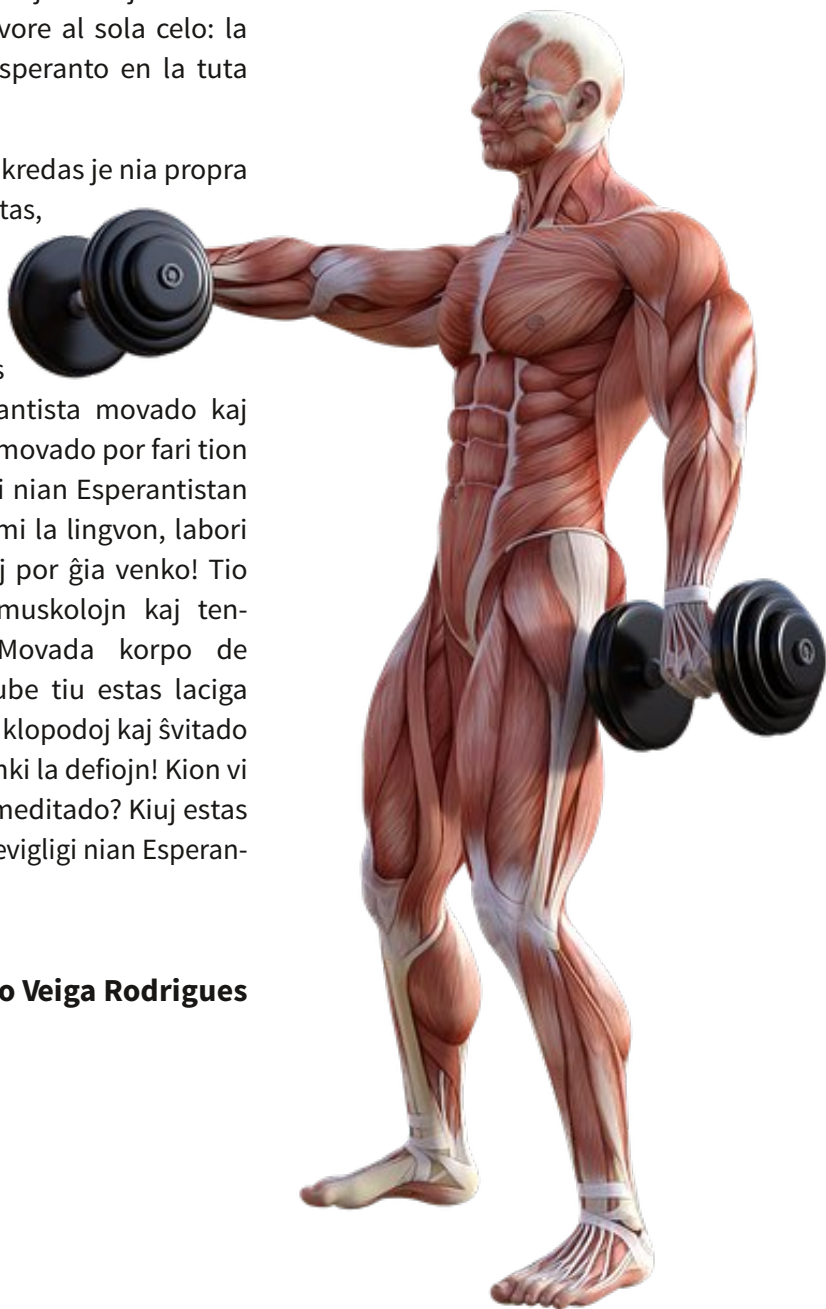 vore al sola celo: la
speranto en la tuta
kredas je nia propra
tas,
s
antista movado kaj
movado por fari tion
i nian Esperantistan
mi la lingvon, labori
j por ĝia venko! Tio
muskolojn kaj ten-
Movada korpo de
ube tiu estas laciga
klopodoj kaj ŝvitado
nki la defiojn! Kion vi
meditado? Kiuj estas
evigligi nian Esperan-
o Veiga Rodrigues